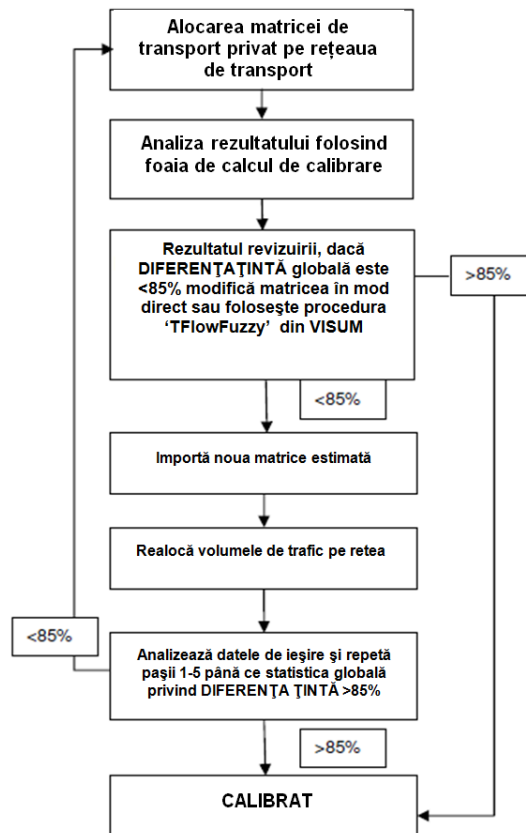 Alocarea matricei de
transport privat pe rețeaua
de transport
Analiza rezultatului folosind
foaia de calcul de calibrare
Rezultatul revizuirii, dacă
DIFERENŢAŢINTĂ globală este
<85% modifică matricea în mod
direct sau foloseşte procedura
‘TFlowFuzzy’ din VISUM
>85%
<85%
Importă noua matrice estimată
Realocă volumele de trafic pe retea
<85%
Analizează datele de ieşire şi repetă
paşii 1-5 până ce statistica globală
privind DIFERENŢA ŢINTĂ >85%
>85%
CALIBRAT